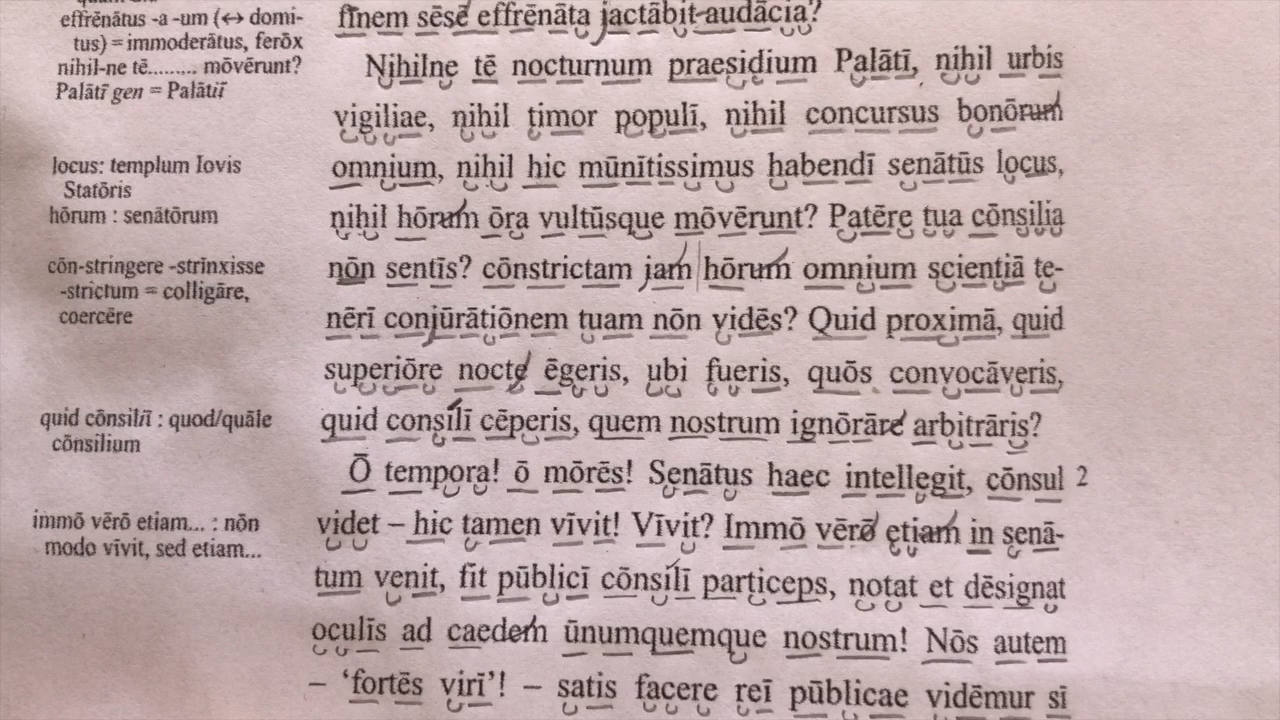 effrēnātus -a -um (↔ domi-
tus) = immoderātus, ferōx
nihil-ne tē......... mōvērunt?
Palātī gen = Palātiī
locus: templum Iovis
Statōris
hōrum : senātōrum
cōn-stringere -strīnxisse
-strictum = colligāre,
coercēre
quid cōnsiliī : quod/quāle
cōnsilium
immō vērō etiam... : nōn
modo vīvit, sed etiam...
fīnem sēsē effrēnāta jactābit audācia?
Nihilne tē nocturnum praesidium Palātī, nihil urbis
vigiliae, nihil timor populī, nihil concursus bonōrum
omnium, nihil hic mūnītissimus habendī senātūs locus,
nihil hōrum ōra vultūsque mōvērunt? Patēre tua cōnsilia
nōn sentīs? cōnstrictam jam hōrum omnium scientiā te-
nērī conjūrātiōnem tuam nōn vidēs? Quid proximā, quid
superiōre nocte ēgeris, ubi fueris, quōs convocāveris,
quid consílī cēperis, quem nostrum ignōrāre arbitrāris?
Ō tempora! ō mōrēs! Senātus haec intellegit, cōnsul 2
videt – hic tamen vīvit! Vīvit? Immō vērō etiam in senā-
tum venit, fit pūblicī cōnsílī particeps, notat et dēsignat
oculīs ad caedem ūnumquemque nostrum! Nōs autem
– ‘fortēs virī’! – satis facere reī pūblicae vidēmur sī